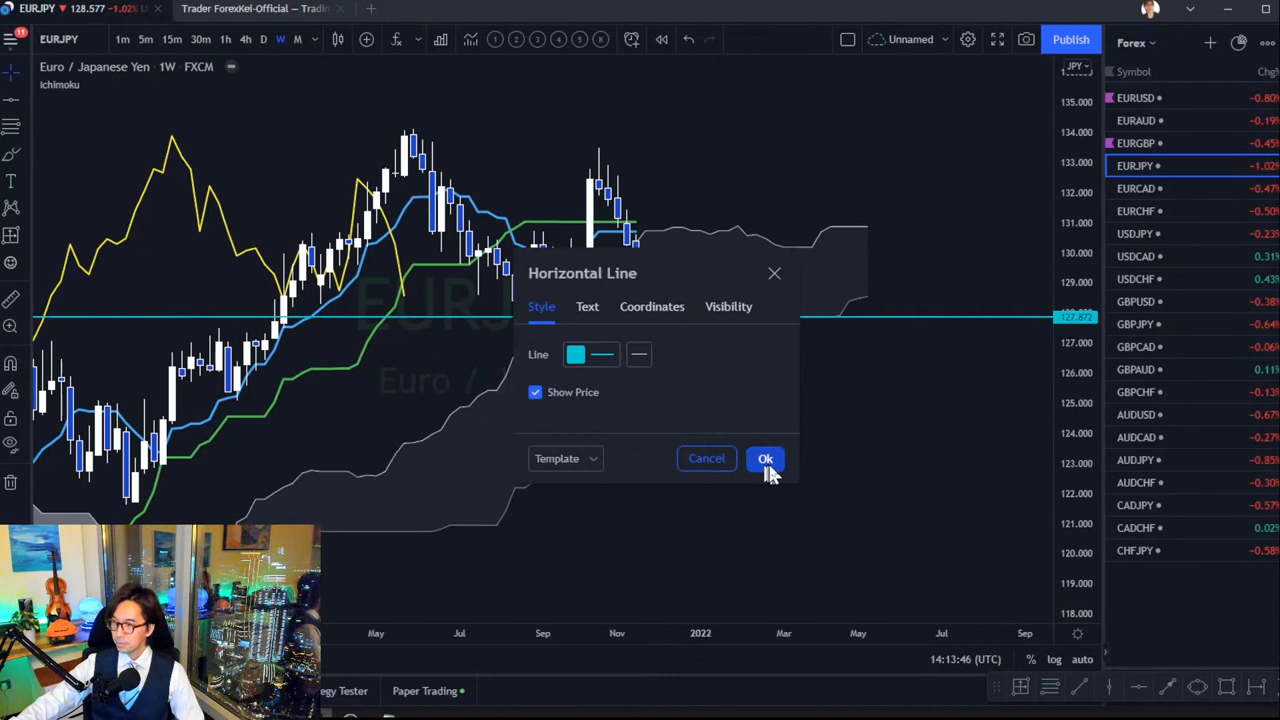 EURJPY 128.577 −1.02%
Trader ForexKei-Official — Tradin
11
EURJPY
1m 5m 15m 30m 1h 4h D W M
1 2 3 4 5 K
Unnamed
Publish
Forex
Euro / Japanese Yen · 1W · FXCM
Ichimoku
JPY
135.000
134.000
133.000
132.000
131.000
130.000
129.000
127.872
127.000
126.000
125.000
124.000
123.000
122.000
121.000
120.000
119.000
118.000
Symbol Chg%
EURUSD −0.80%
EURAUD −0.19%
EURGBP −0.45%
EURJPY −1.02%
EURCAD −0.47%
EURCHF −0.50%
USDJPY −0.23%
USDCAD 0.31%
USDCHF 0.43%
GBPUSD −0.38%
GBPJPY −0.64%
GBPCAD −0.06%
GBPAUD 0.11%
GBPCHF −0.13%
AUDUSD −0.67%
AUDCAD −0.27%
AUDJPY −0.85%
AUDCHF −0.30%
CADJPY −0.57%
CADCHF 0.02%
CHFJPY −0.58%
Horizontal Line
Style Text Coordinates Visibility
Line
Show Price
Template Cancel Ok
May Jul Sep Nov 2022 Mar May Jul Sep
14:13:46 (UTC) % log auto
egy Tester Paper Trading